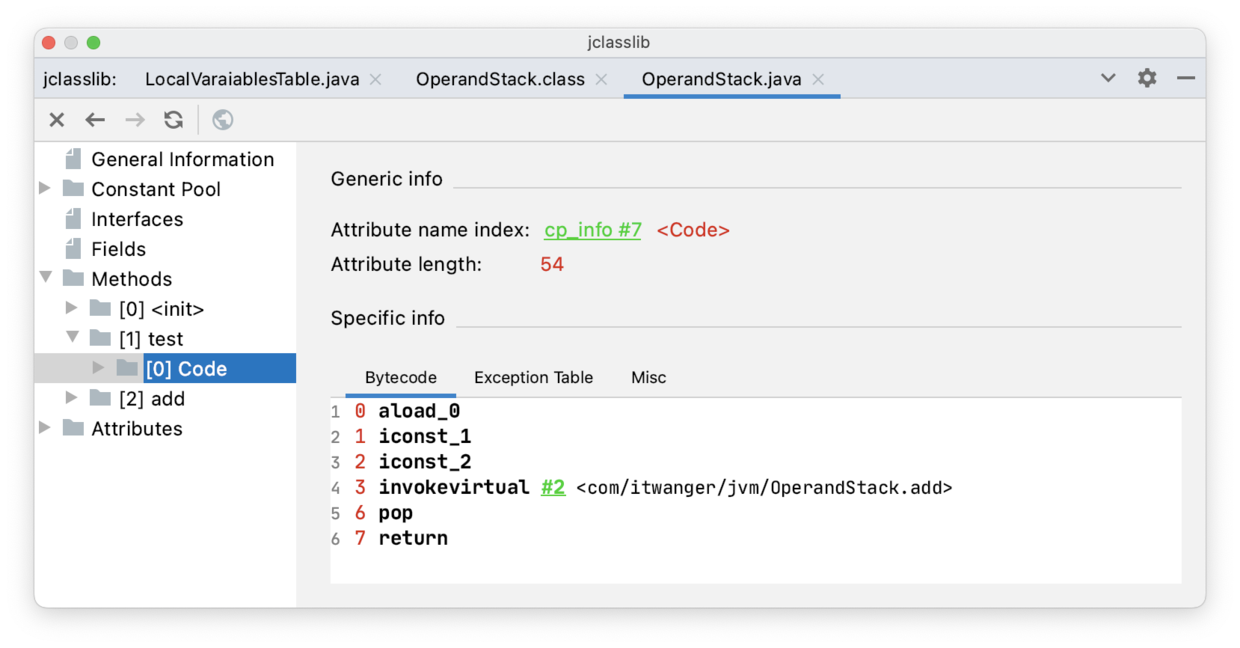 jclasslib
jclasslib: LocalVaraiablesTable.java OperandStack.class OperandStack.java
General Information
Constant Pool
Interfaces
Fields
Methods
[0] <init>
[1] test
[0] Code
[2] add
Attributes
Generic info
Attribute name index: cp_info #7 <Code>
Attribute length: 54
Specific info
Bytecode Exception Table Misc
1 0 aload_0
2 1 iconst_1
3 2 iconst_2
4 3 invokevirtual #2 <com/itwanger/jvm/OperandStack.add>
5 6 pop
6 7 return